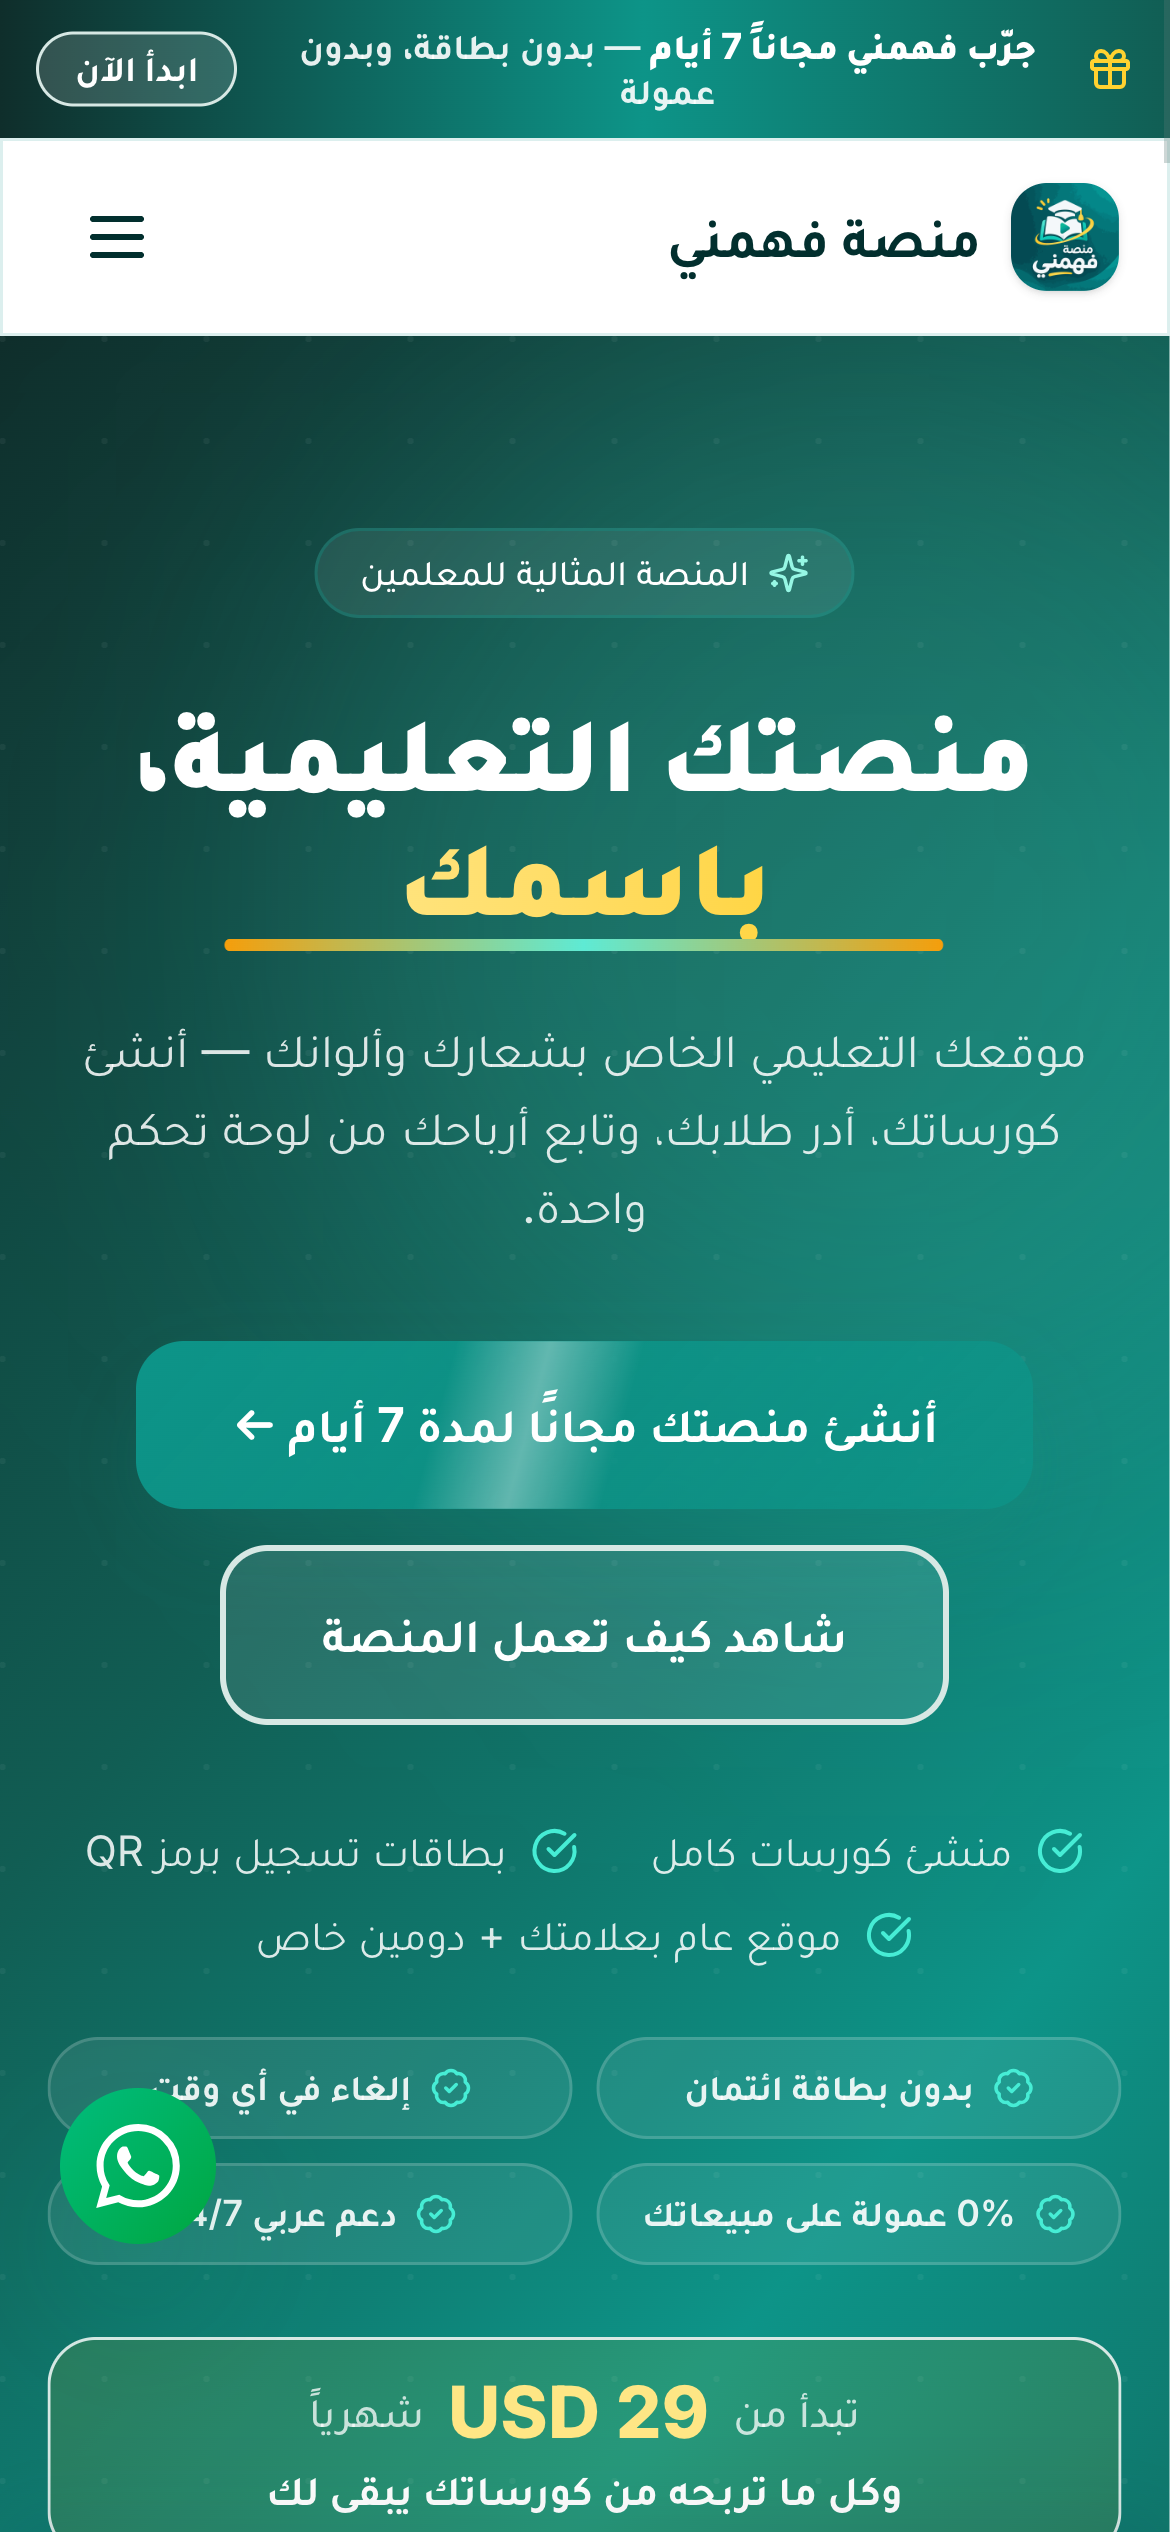 جرّب فهمني مجاناً 7 أيام — بدون بطاقة، وبدون
عمولة
ابدأ الآن
منصة
فهمني
منصة فهمني
المنصة المثالية للمعلمين
منصتك التعليمية،
باسمك
موقعك التعليمي الخاص بشعارك وألوانك — أنشئ
كورساتك، أدر طلابك، وتابع أرباحك من لوحة تحكم
واحدة.
أنشئ منصتك مجانًا لمدة 7 أيام ←
شاهد كيف تعمل المنصة
منشئ كورسات كامل
بطاقات تسجيل برمز QR
موقع عام بعلامتك + دومين خاص
بدون بطاقة ائتمان
إلغاء في أي وقت
0% عمولة على مبيعاتك
دعم عربي 4/7
تبدأ من USD 29 شهرياً
وكل ما تربحه من كورساتك يبقى لك